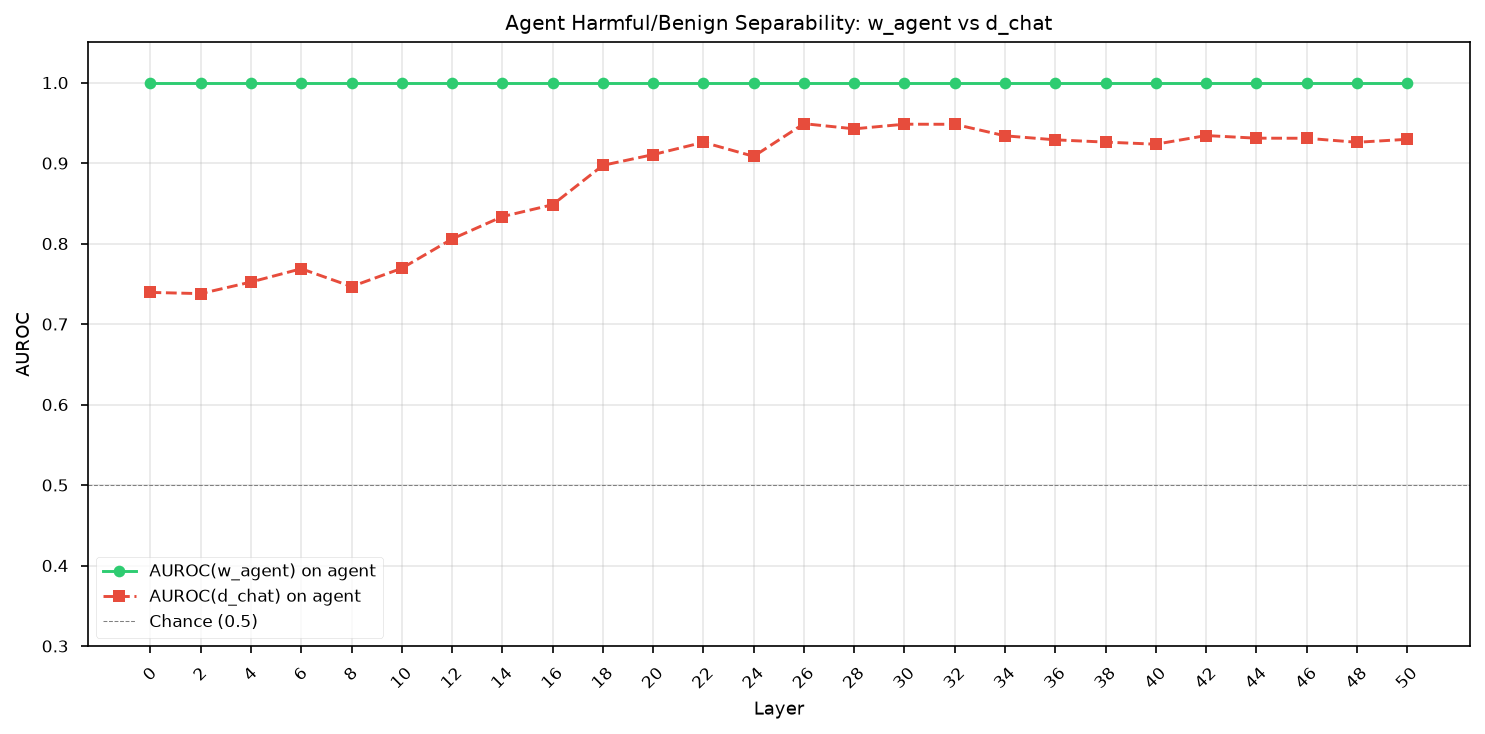 Agent Harmful/Benign Separability: w_agent vs d_chat
AUROC
1.0
0.9
0.8
0.7
0.6
0.5
0.4
0.3
AUROC(w_agent) on agent
AUROC(d_chat) on agent
Chance (0.5)
0 2 4 6 8 10 12 14 16 18 20 22 24 26 28 30 32 34 36 38 40 42 44 46 48 50
Layer